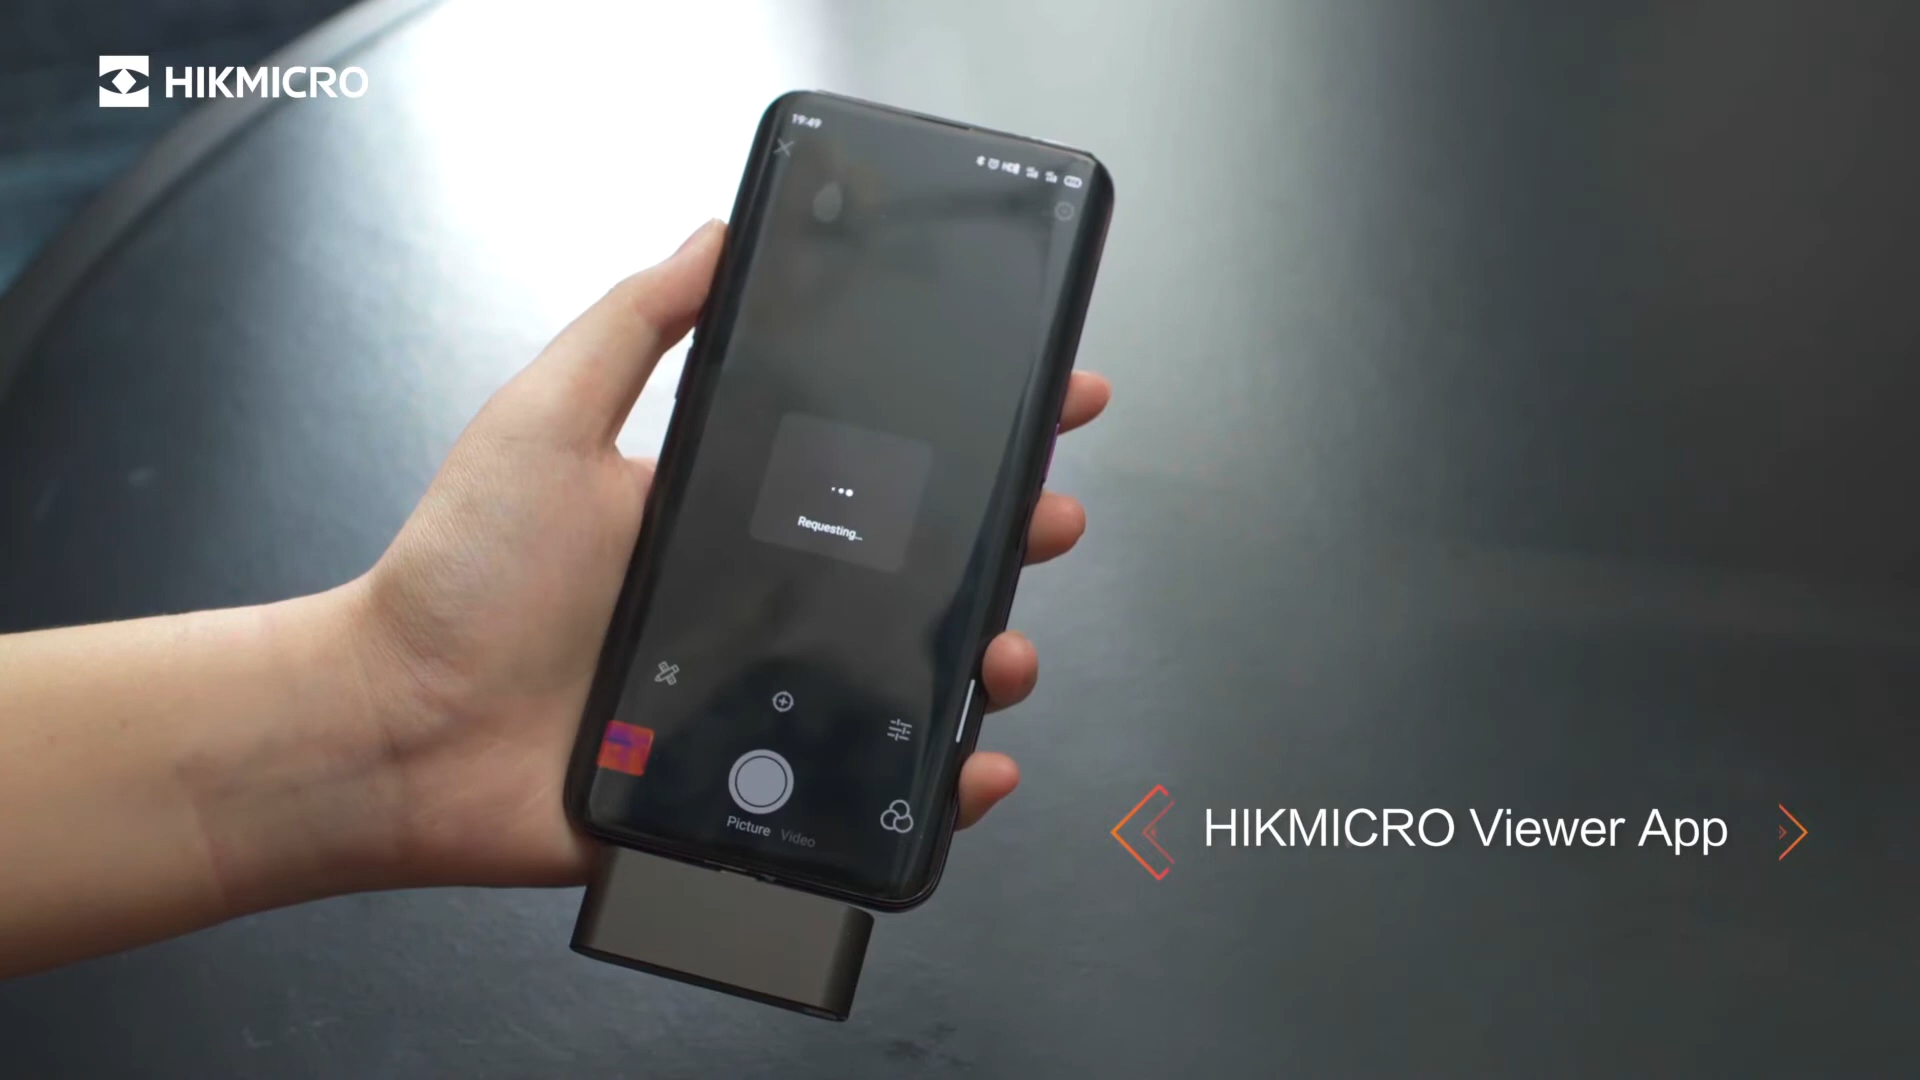 HIKMICRO
19:49
Requesting...
Picture Video
HIKMICRO Viewer App